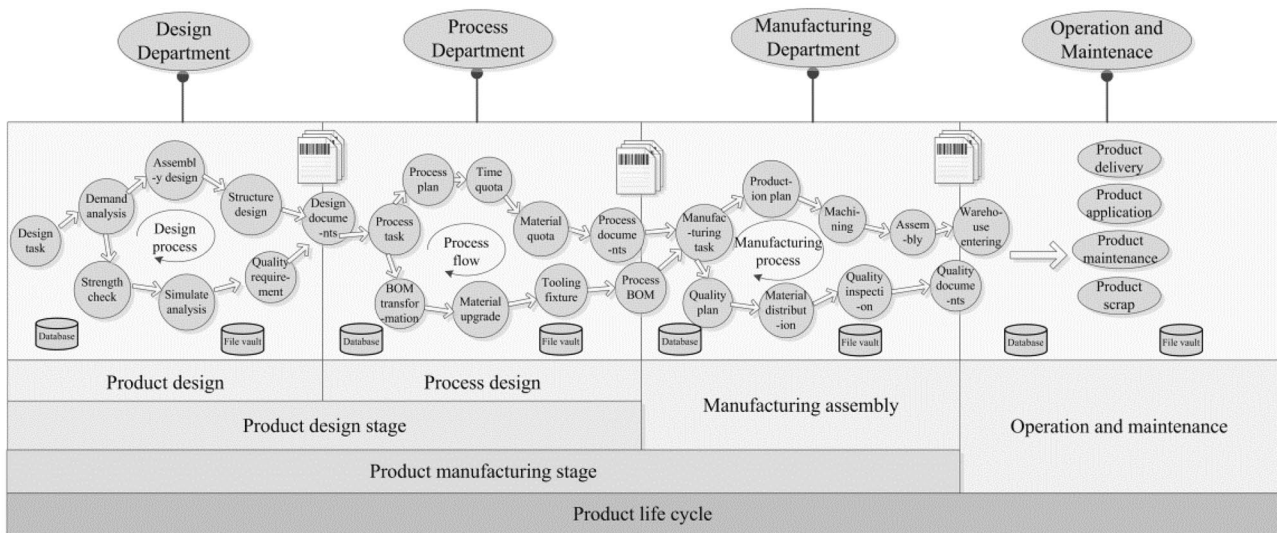 Design
Department
Process
Department
Manufacturing
Department
Operation and
Maintenace
Design
task
Demand
analysis
Assembl
-y design
Structure
design
Design
docume
-nts
Design
process
Strength
check
Simulate
analysis
Quality
require-
ment
Database
File vault
Process
task
Process
plan
Time
quota
Material
quota
Process
docume
-nts
Process
flow
BOM
transfor
-mation
Material
upgrade
Tooling
fixture
Process
BOM
Database
File vault
Manufac
-turing
task
Product-
ion plan
Machi-
ning
Assem
-bly
Wareho-
use
entering
Manufacturing
process
Quality
plan
Material
distribut-
ion
Quality
inspecti
-on
Quality
docume
-nts
Database
File vault
Product
delivery
Product
application
Product
maintenance
Product
scrap
Database
File vault
Product design
Process design
Product design stage
Manufacturing assembly
Operation and maintenance
Product manufacturing stage
Product life cycle